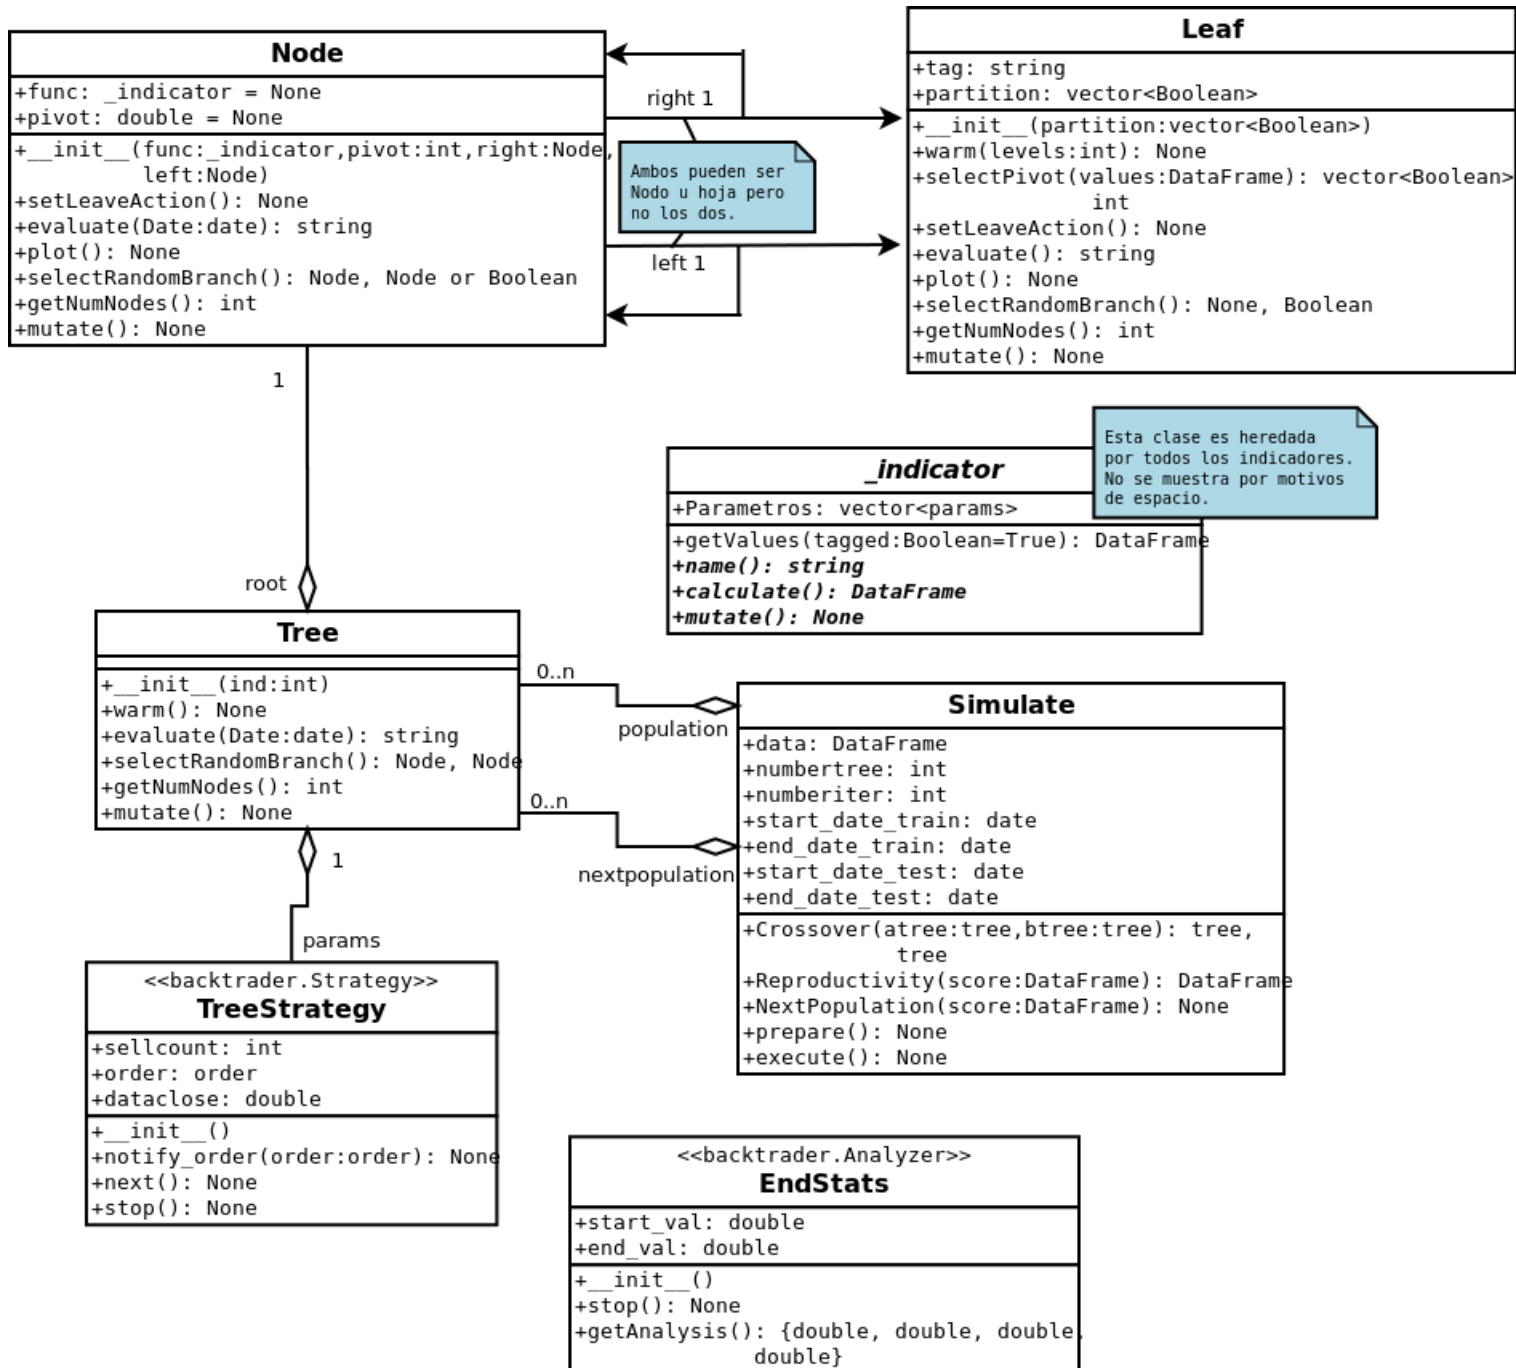 Node
+func: _indicator = None
+pivot: double = None
+__init__(func:_indicator,pivot:int,right:Node,
left:Node)
+setLeaveAction(): None
+evaluate(Date:date): string
+plot(): None
+selectRandomBranch(): Node, Node or Boolean
+getNumNodes(): int
+mutate(): None
right 1
Ambos pueden ser
Nodo u hoja pero
no los dos.
left 1
Leaf
+tag: string
+partition: vector<Boolean>
+__init__(partition:vector<Boolean>)
+warm(levels:int): None
+selectPivot(values:DataFrame): vector<Boolean>
int
+setLeaveAction(): None
+evaluate(): string
+plot(): None
+selectRandomBranch(): None, Boolean
+getNumNodes(): int
+mutate(): None
1
root
_indicator
+Parametros: vector<params>
+getValues(tagged:Boolean=True): DataFrame
+name(): string
+calculate(): DataFrame
+mutate(): None
Esta clase es heredada
por todos los indicadores.
No se muestra por motivos
de espacio.
Tree
+__init__(ind:int)
+warm(): None
+evaluate(Date:date): string
+selectRandomBranch(): Node, Node
+getNumNodes(): int
+mutate(): None
0..n
population
0..n
nextpopulation
Simulate
+data: DataFrame
+numbertree: int
+numberiter: int
+start_date_train: date
+end_date_train: date
+start_date_test: date
+end_date_test: date
+Crossover(atree:tree,btree:tree): tree,
tree
+Reproductivity(score:DataFrame): DataFrame
+NextPopulation(score:DataFrame): None
+prepare(): None
+execute(): None
1
params
<<backtrader.Strategy>>
TreeStrategy
+sellcount: int
+order: order
+dataclose: double
+__init__()
+notify_order(order:order): None
+next(): None
+stop(): None
<<backtrader.Analyzer>>
EndStats
+start_val: double
+end_val: double
+__init__()
+stop(): None
+getAnalysis(): {double, double, double,
double}